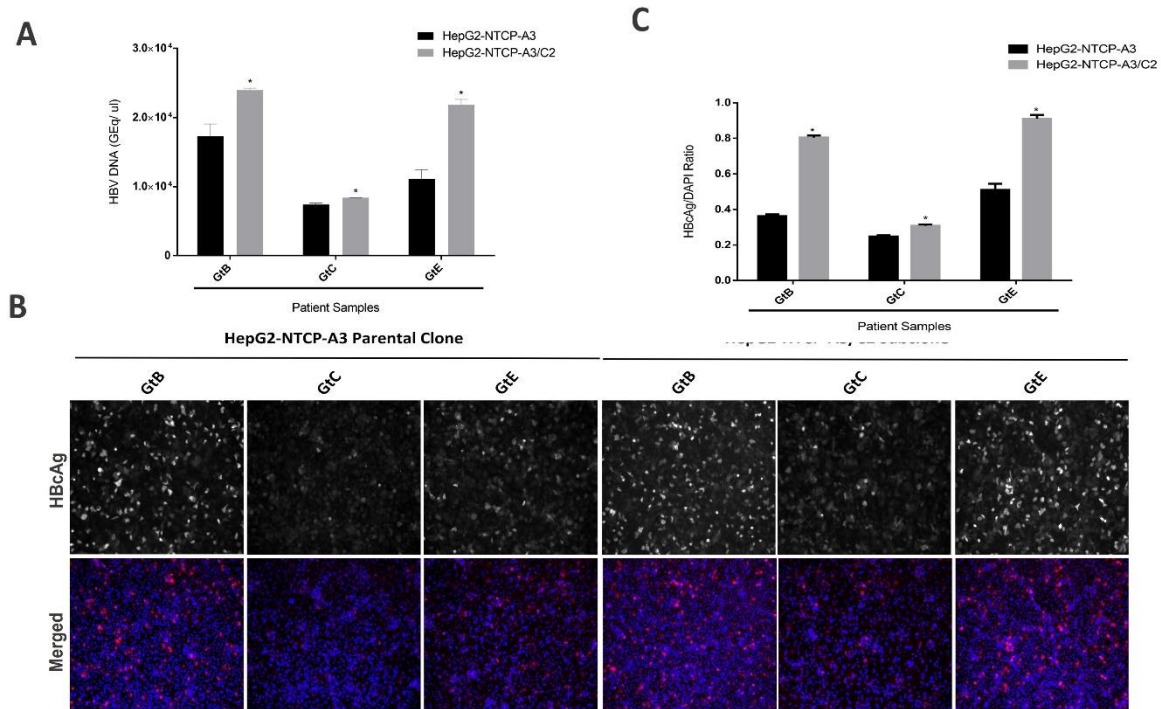 A
HepG2-NTCP-A3
HepG2-NTCP-A3/C2
HBV DNA (GEq/ ul)
3.0×10⁴
2.0×10⁴
1.0×10⁴
0
*
*
*
GtB
GtC
GtE
Patient Samples
C
HepG2-NTCP-A3
HepG2-NTCP-A3/C2
HBcAg/DAPI Ratio
1.0
0.8
0.6
0.4
0.2
0.0
*
*
*
GtB
GtC
GtE
Patient Samples
B
HepG2-NTCP-A3 Parental Clone
GtB
GtC
GtE
GtB
GtC
GtE
HBcAg
Merged